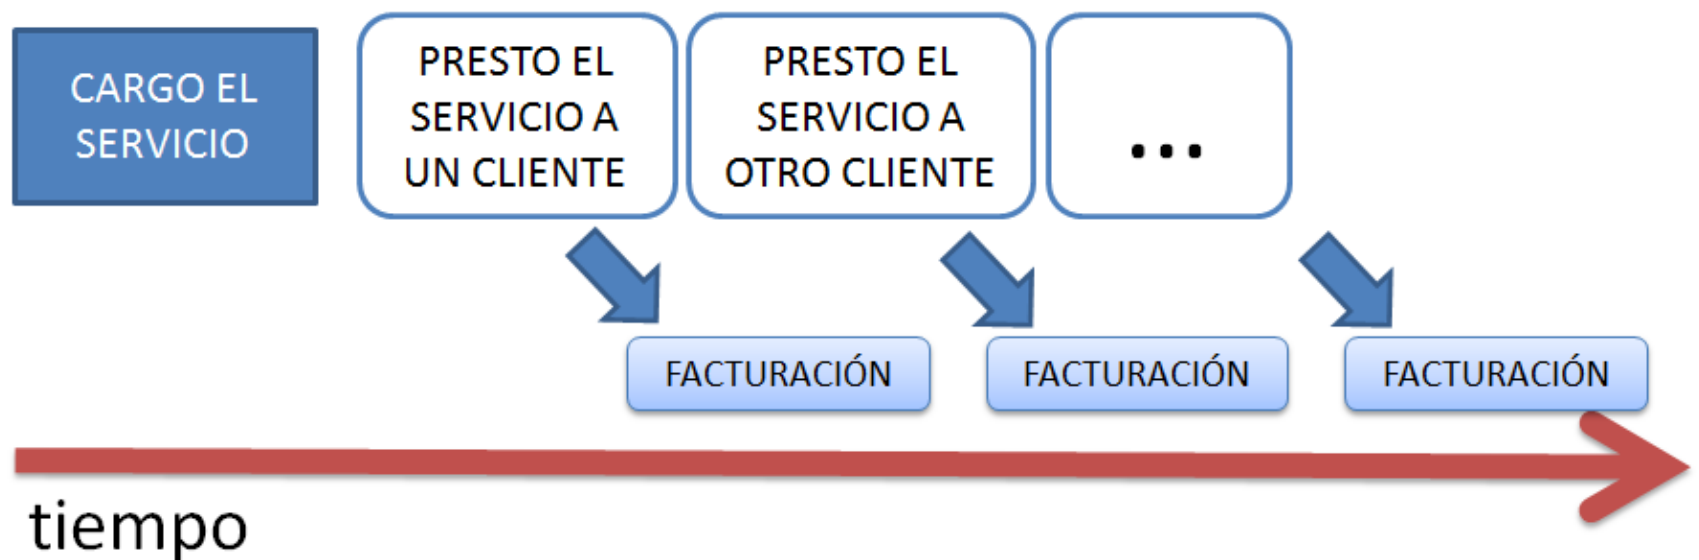 CARGO EL
SERVICIO
PRESTO EL
SERVICIO A
UN CLIENTE
PRESTO EL
SERVICIO A
OTRO CLIENTE
...
FACTURACIÓN
FACTURACIÓN
FACTURACIÓN
tiempo